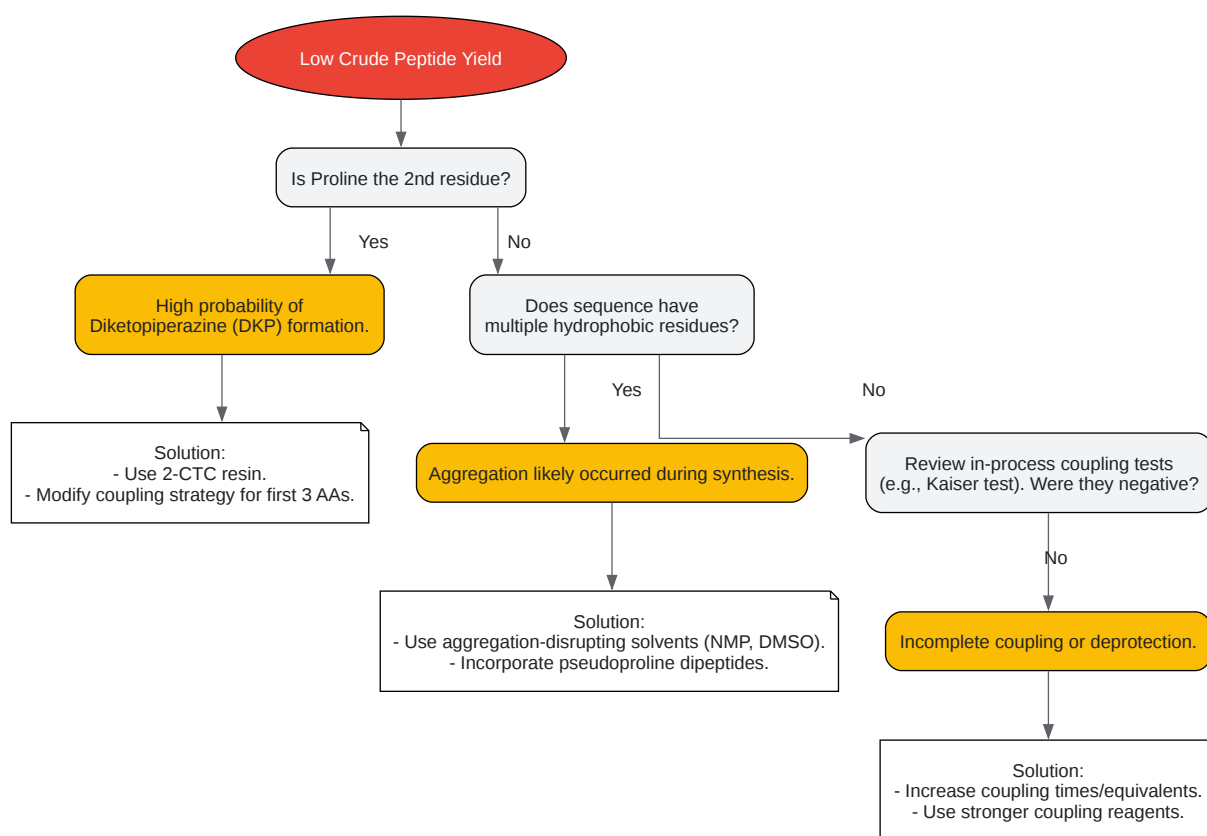 Low Crude Peptide Yield
Is Proline the 2nd residue?
Yes
No
High probability of
Diketopiperazine (DKP) formation.
Does sequence have
multiple hydrophobic residues?
Yes
No
Solution:
- Use 2-CTC resin.
- Modify coupling strategy for first 3 AAs.
Aggregation likely occurred during synthesis.
Review in-process coupling tests
(e.g., Kaiser test). Were they negative?
No
Solution:
- Use aggregation-disrupting solvents (NMP, DMSO).
- Incorporate pseudoproline dipeptides.
Incomplete coupling or deprotection.
Solution:
- Increase coupling times/equivalents.
- Use stronger coupling reagents.